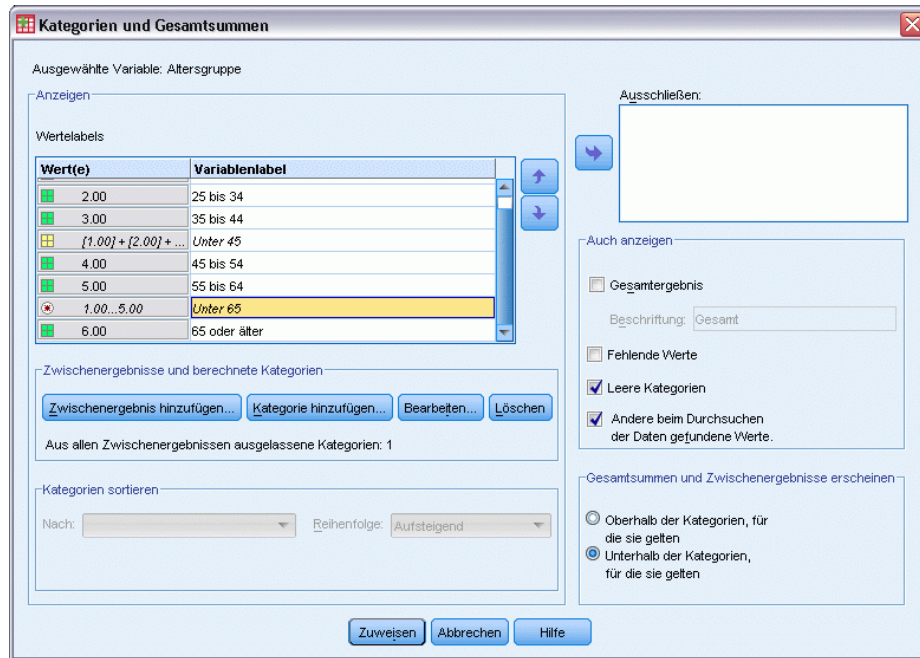 Kategorien und Gesamtsummen
Ausgewählte Variable: Altersgruppe
Anzeigen
Wertelabels
Wert(e) Variablenlabel
2.00 25 bis 34
3.00 35 bis 44
[1.00] + [2.00] + ... Unter 45
4.00 45 bis 54
5.00 55 bis 64
1.00...5.00 Unter 65
6.00 65 oder älter
Zwischenergebnisse und berechnete Kategorien
Zwischenergebnis hinzufügen... Kategorie hinzufügen... Bearbeiten... Löschen
Aus allen Zwischenergebnissen ausgelassene Kategorien: 1
Kategorien sortieren
Nach: Reihenfolge: Aufsteigend
Ausschließen:
Auch anzeigen
Gesamtergebnis
Beschriftung: Gesamt
Fehlende Werte
Leere Kategorien
Andere beim Durchsuchen
der Daten gefundene Werte.
Gesamtsummen und Zwischenergebnisse erscheinen
Oberhalb der Kategorien, für
die sie gelten
Unterhalb der Kategorien,
für die sie gelten
Zuweisen Abbrechen Hilfe